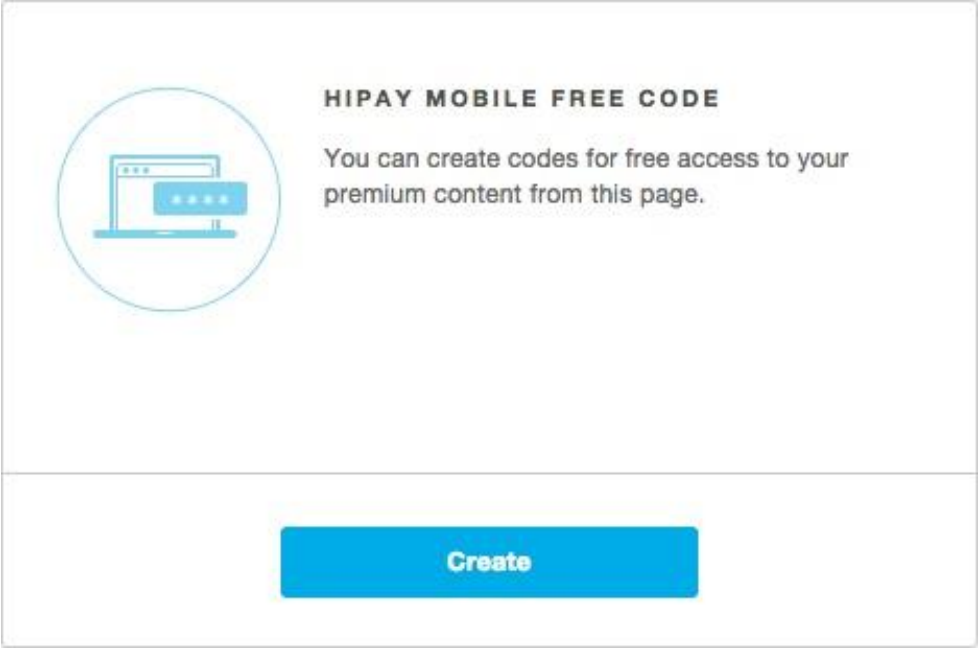 HIPAY MOBILE FREE CODE
You can create codes for free access to your
premium content from this page.
Create